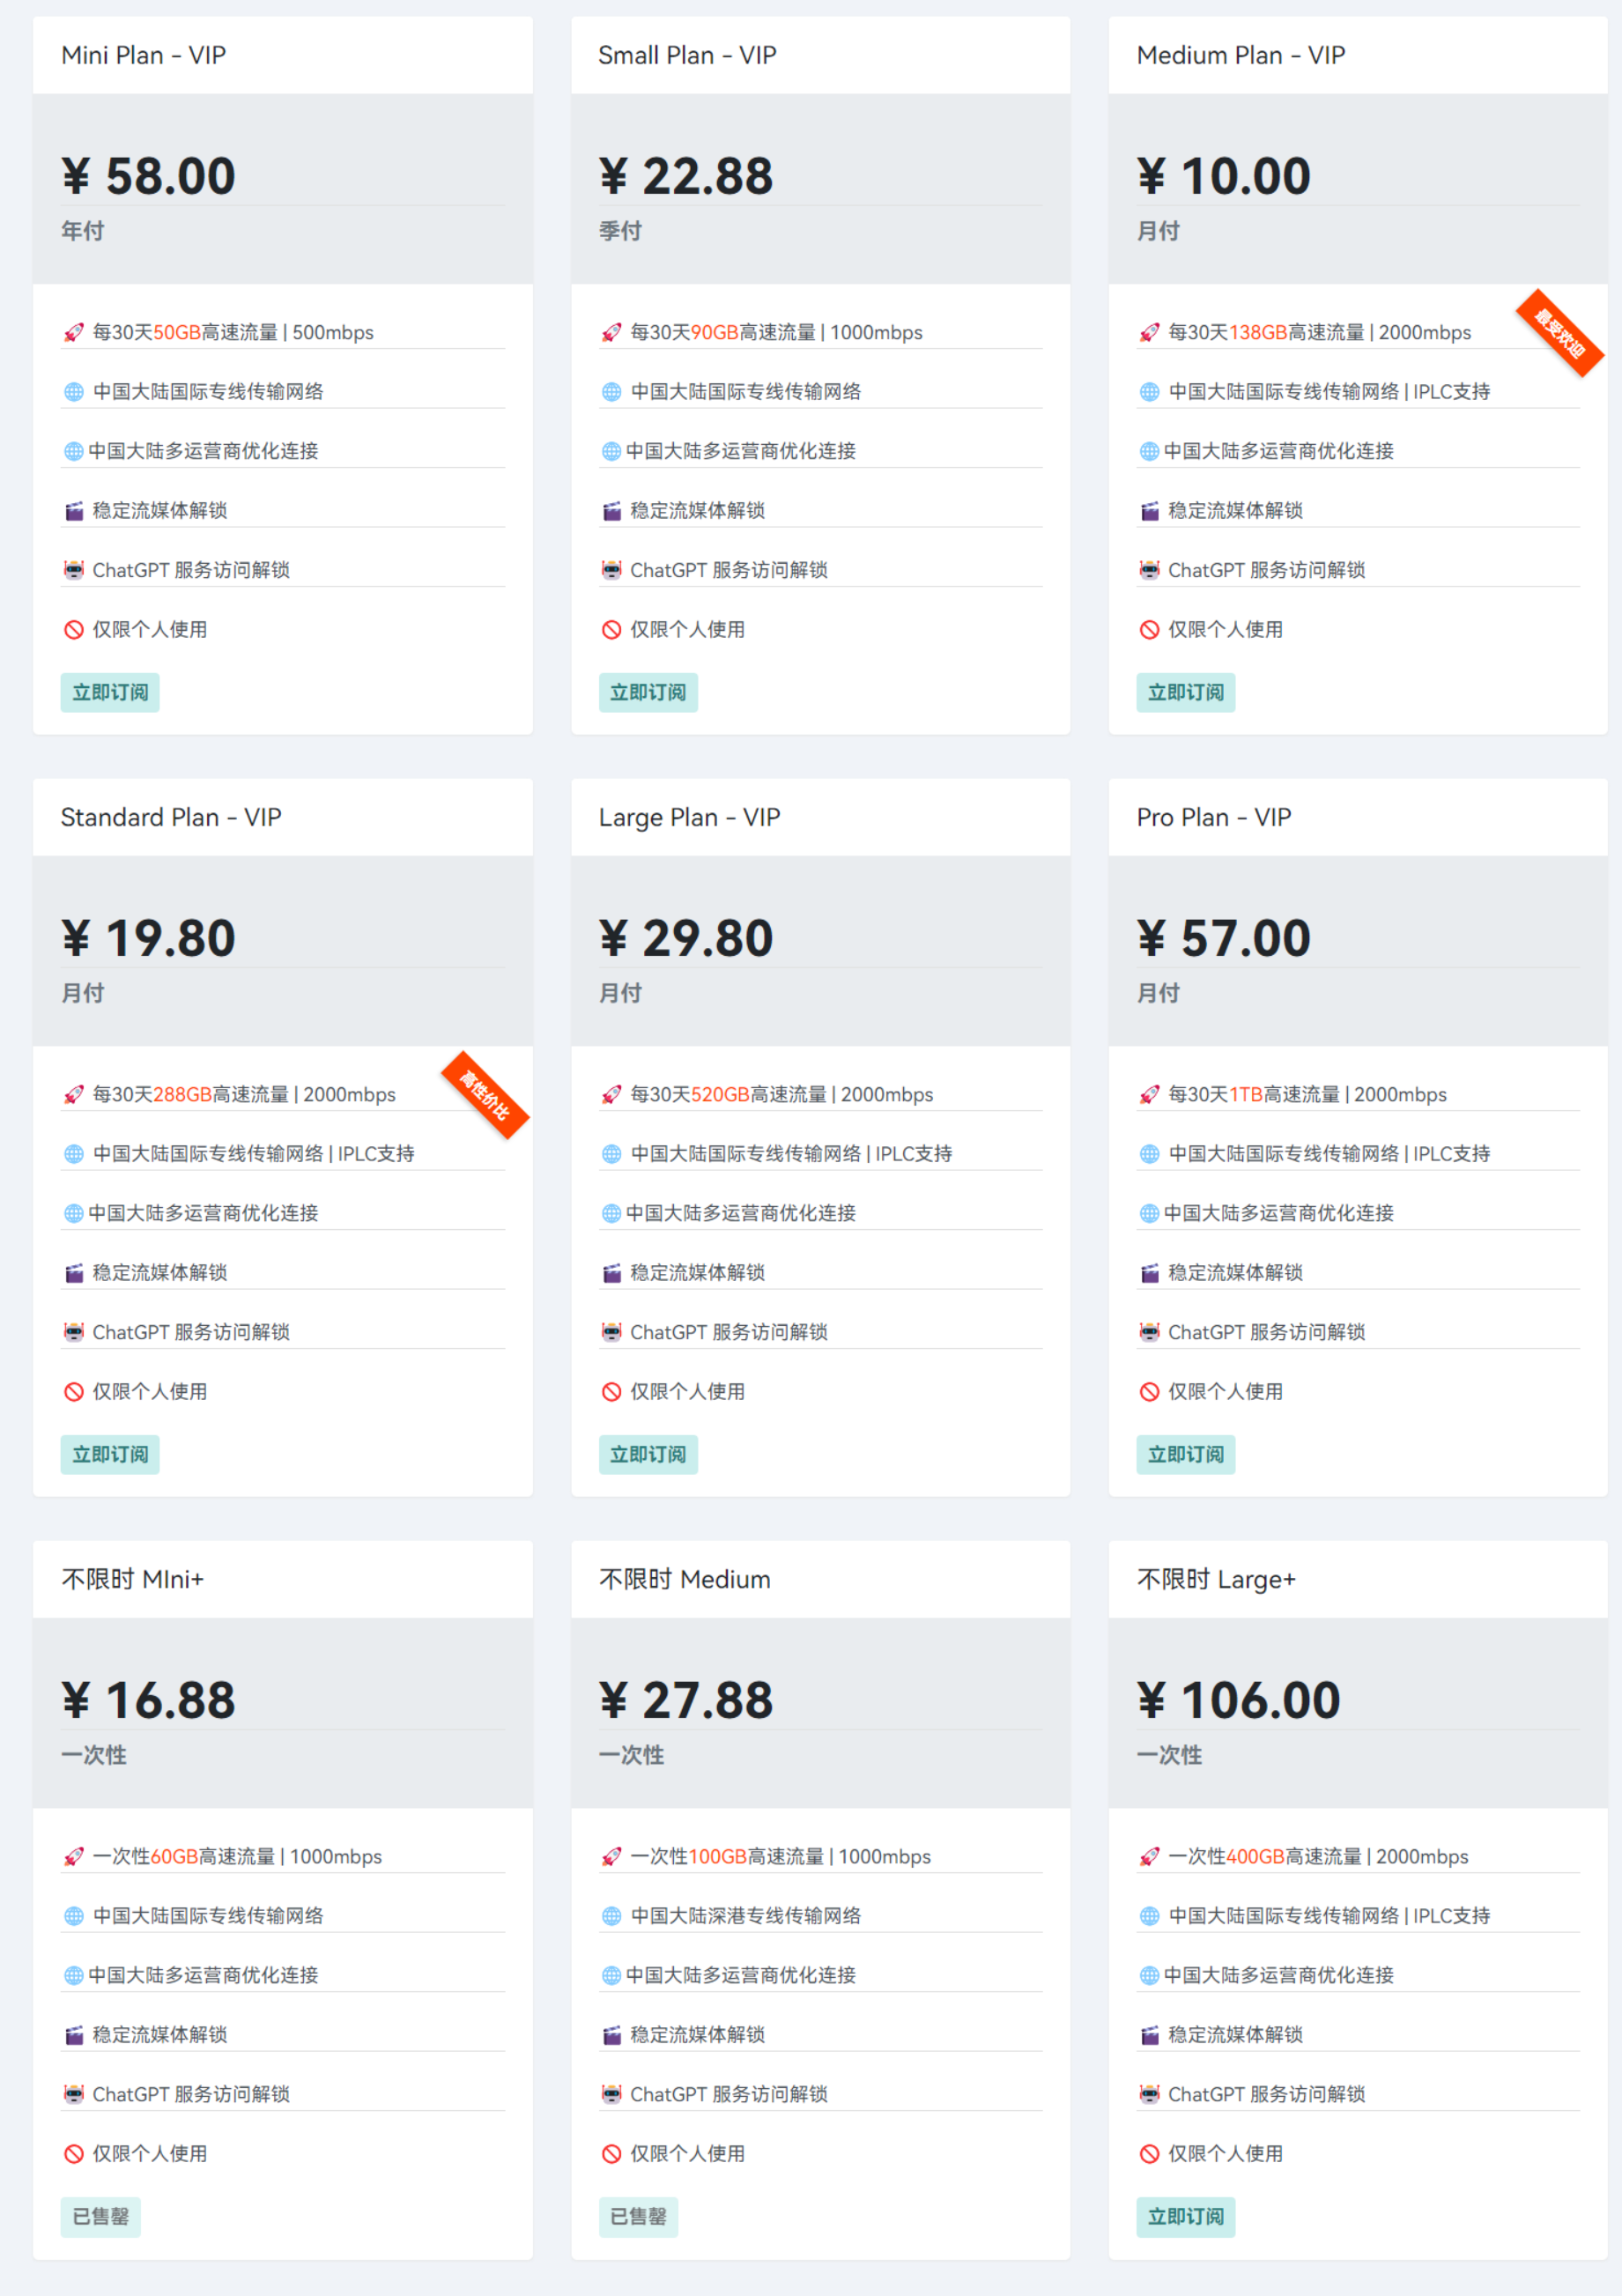 Mini Plan - VIP
¥ 58.00
年付
🚀 每30天50GB高速流量 | 500mbps
🌐 中国大陆国际专线传输网络
🌐 中国大陆多运营商优化连接
🎬 稳定流媒体解锁
🤖 ChatGPT 服务访问解锁
🚫 仅限个人使用
立即订阅
Small Plan - VIP
¥ 22.88
季付
🚀 每30天90GB高速流量 | 1000mbps
🌐 中国大陆国际专线传输网络
🌐 中国大陆多运营商优化连接
🎬 稳定流媒体解锁
🤖 ChatGPT 服务访问解锁
🚫 仅限个人使用
立即订阅
Medium Plan - VIP
¥ 10.00
月付
最受欢迎
🚀 每30天138GB高速流量 | 2000mbps
🌐 中国大陆国际专线传输网络 | IPLC支持
🌐 中国大陆多运营商优化连接
🎬 稳定流媒体解锁
🤖 ChatGPT 服务访问解锁
🚫 仅限个人使用
立即订阅
Standard Plan - VIP
¥ 19.80
月付
高性价比
🚀 每30天288GB高速流量 | 2000mbps
🌐 中国大陆国际专线传输网络 | IPLC支持
🌐 中国大陆多运营商优化连接
🎬 稳定流媒体解锁
🤖 ChatGPT 服务访问解锁
🚫 仅限个人使用
立即订阅
Large Plan - VIP
¥ 29.80
月付
🚀 每30天520GB高速流量 | 2000mbps
🌐 中国大陆国际专线传输网络 | IPLC支持
🌐 中国大陆多运营商优化连接
🎬 稳定流媒体解锁
🤖 ChatGPT 服务访问解锁
🚫 仅限个人使用
立即订阅
Pro Plan - VIP
¥ 57.00
月付
🚀 每30天1TB高速流量 | 2000mbps
🌐 中国大陆国际专线传输网络 | IPLC支持
🌐 中国大陆多运营商优化连接
🎬 稳定流媒体解锁
🤖 ChatGPT 服务访问解锁
🚫 仅限个人使用
立即订阅
不限时 MIni+
¥ 16.88
一次性
🚀 一次性60GB高速流量 | 1000mbps
🌐 中国大陆国际专线传输网络
🌐 中国大陆多运营商优化连接
🎬 稳定流媒体解锁
🤖 ChatGPT 服务访问解锁
🚫 仅限个人使用
已售罄
不限时 Medium
¥ 27.88
一次性
🚀 一次性100GB高速流量 | 1000mbps
🌐 中国大陆深港专线传输网络
🌐 中国大陆多运营商优化连接
🎬 稳定流媒体解锁
🤖 ChatGPT 服务访问解锁
🚫 仅限个人使用
已售罄
不限时 Large+
¥ 106.00
一次性
🚀 一次性400GB高速流量 | 2000mbps
🌐 中国大陆国际专线传输网络 | IPLC支持
🌐 中国大陆多运营商优化连接
🎬 稳定流媒体解锁
🤖 ChatGPT 服务访问解锁
🚫 仅限个人使用
立即订阅